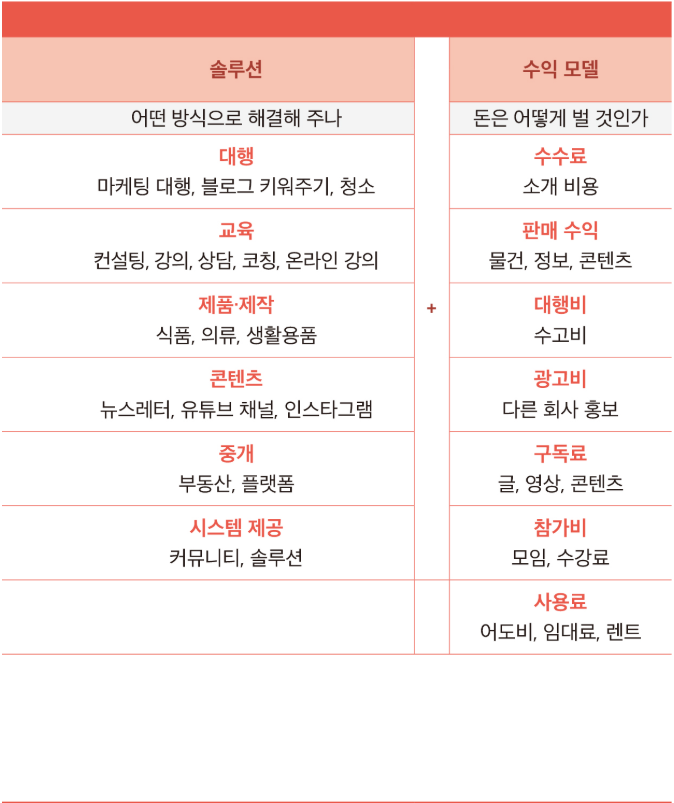 솔루션
수익 모델
어떤 방식으로 해결해 주나
돈은 어떻게 벌 것인가
대행
마케팅 대행, 블로그 키워주기, 청소
수수료
소개 비용
교육
컨설팅, 강의, 상담, 코칭, 온라인 강의
판매 수익
물건, 정보, 콘텐츠
제품·제작
식품, 의류, 생활용품
+
대행비
수고비
콘텐츠
뉴스레터, 유튜브 채널, 인스타그램
광고비
다른 회사 홍보
중개
부동산, 플랫폼
구독료
글, 영상, 콘텐츠
시스템 제공
커뮤니티, 솔루션
참가비
모임, 수강료
사용료
어도비, 임대료, 렌트